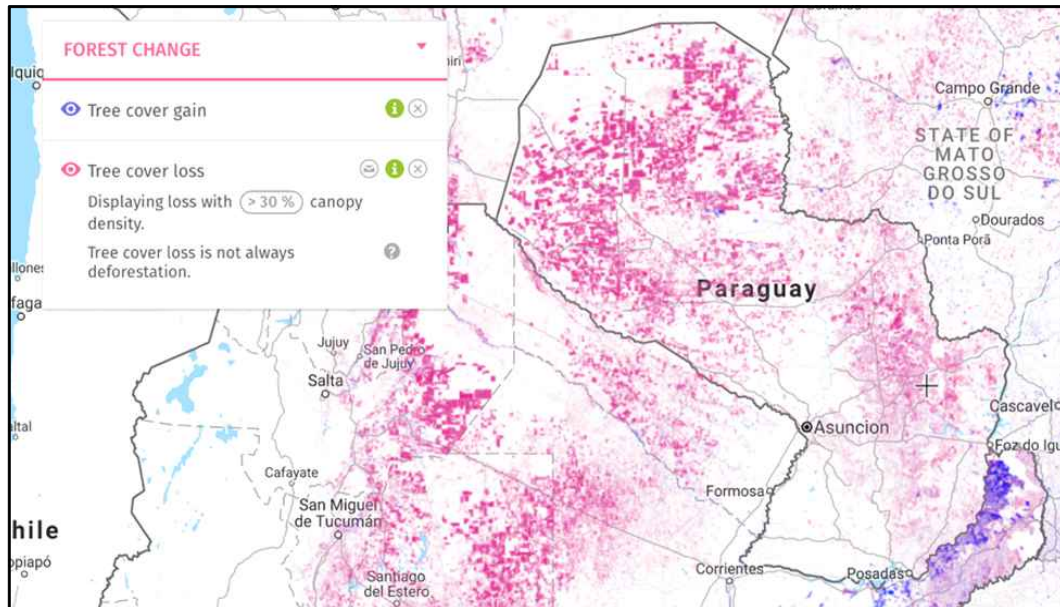 FOREST CHANGE
Tree cover gain
Tree cover loss
Displaying loss with > 30 % canopy
density.
Tree cover loss is not always
deforestation.
?
Campo Grande
STATE OF
MATO
GROSSO
DO SUL
Dourados
Ponta Porã
Paraguay
Jujuy
San Pedro
de Jujuy
Salta
Cascavel
Asuncion
Foz do Igu
Cafayate
Formosa
San Miguel
de Tucumán
hile
opiapó
Corrientes
Posadas
Santiago
del Estero